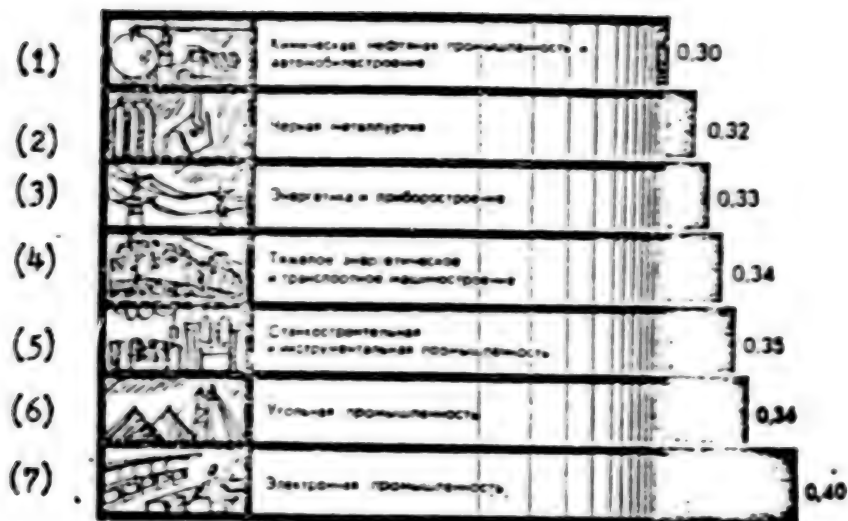 (1)
Химическая, нефтяная промышленность и
автомобилестроение
0,30
(2)
Черная металлургия
0,32
(3)
Энергетика и приборостроение
0,33
(4)
Тяжелое энергетическое
и транспортное машиностроение
0,34
(5)
Станкостроительная
и инструментальная промышленность
0,35
(6)
Угольная промышленность
0,36
(7)
Электронная промышленность
0,40